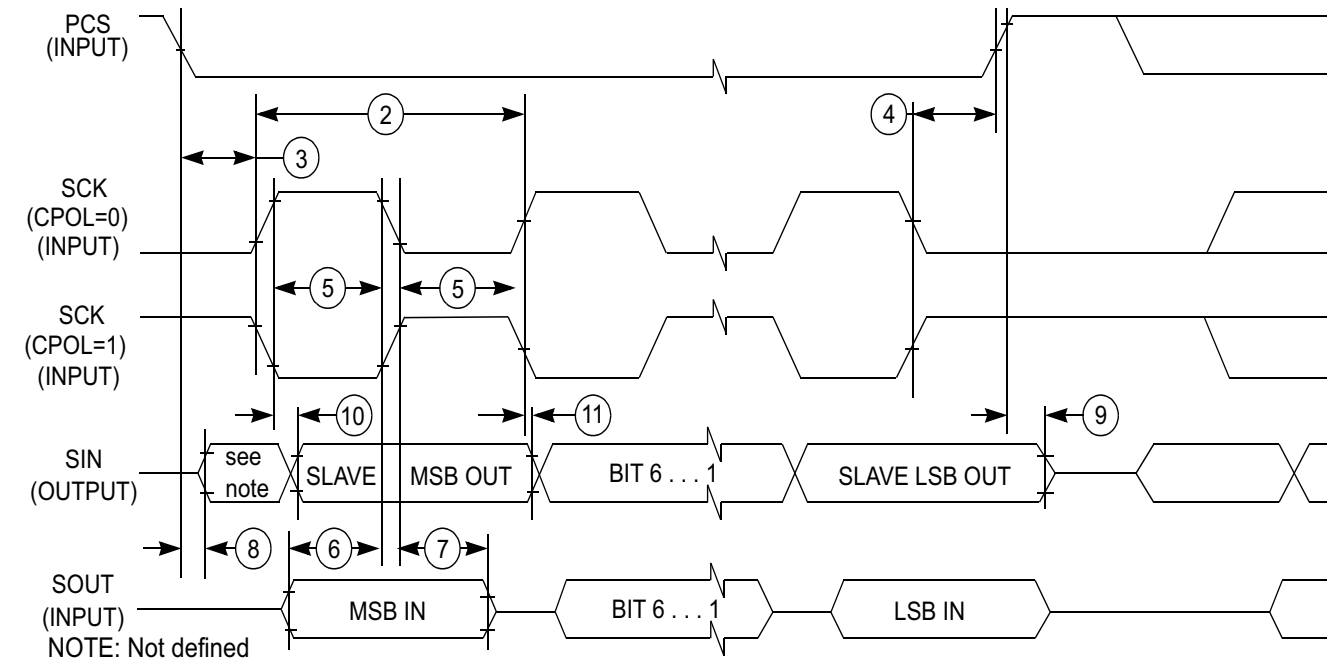 PCS
(INPUT)
2
4
3
SCK
(CPOL=0)
(INPUT)
5
5
SCK
(CPOL=1)
(INPUT)
10
11
9
SIN
(OUTPUT)
see
note
SLAVE
MSB OUT
BIT 6 . . . 1
SLAVE LSB OUT
8
6
7
SOUT
(INPUT)
MSB IN
BIT 6 . . . 1
LSB IN
NOTE: Not defined